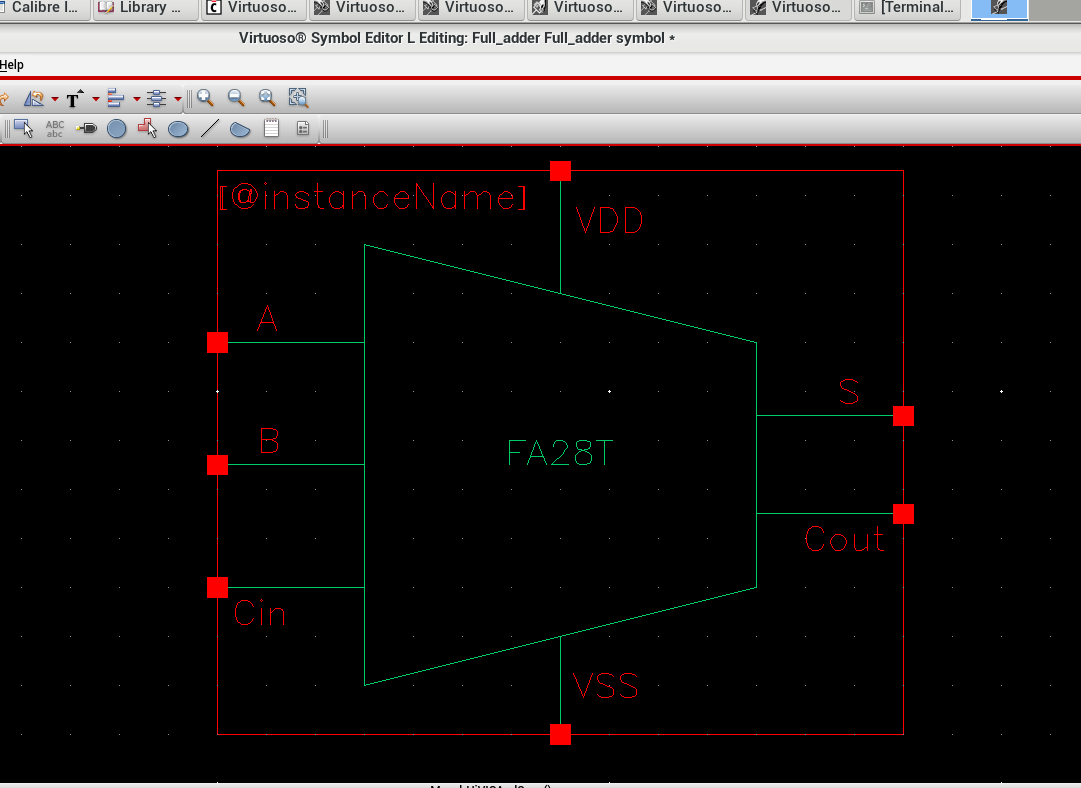 Calibre I... Library ... Virtuoso... Virtuoso... Virtuoso... Virtuoso... Virtuoso... Virtuoso... [Terminal...
Virtuoso® Symbol Editor L Editing: Full_adder Full_adder symbol *
Help
ABC
abc
[@instanceName]
VDD
A
S
B
FA28T
Cout
Cin
VSS